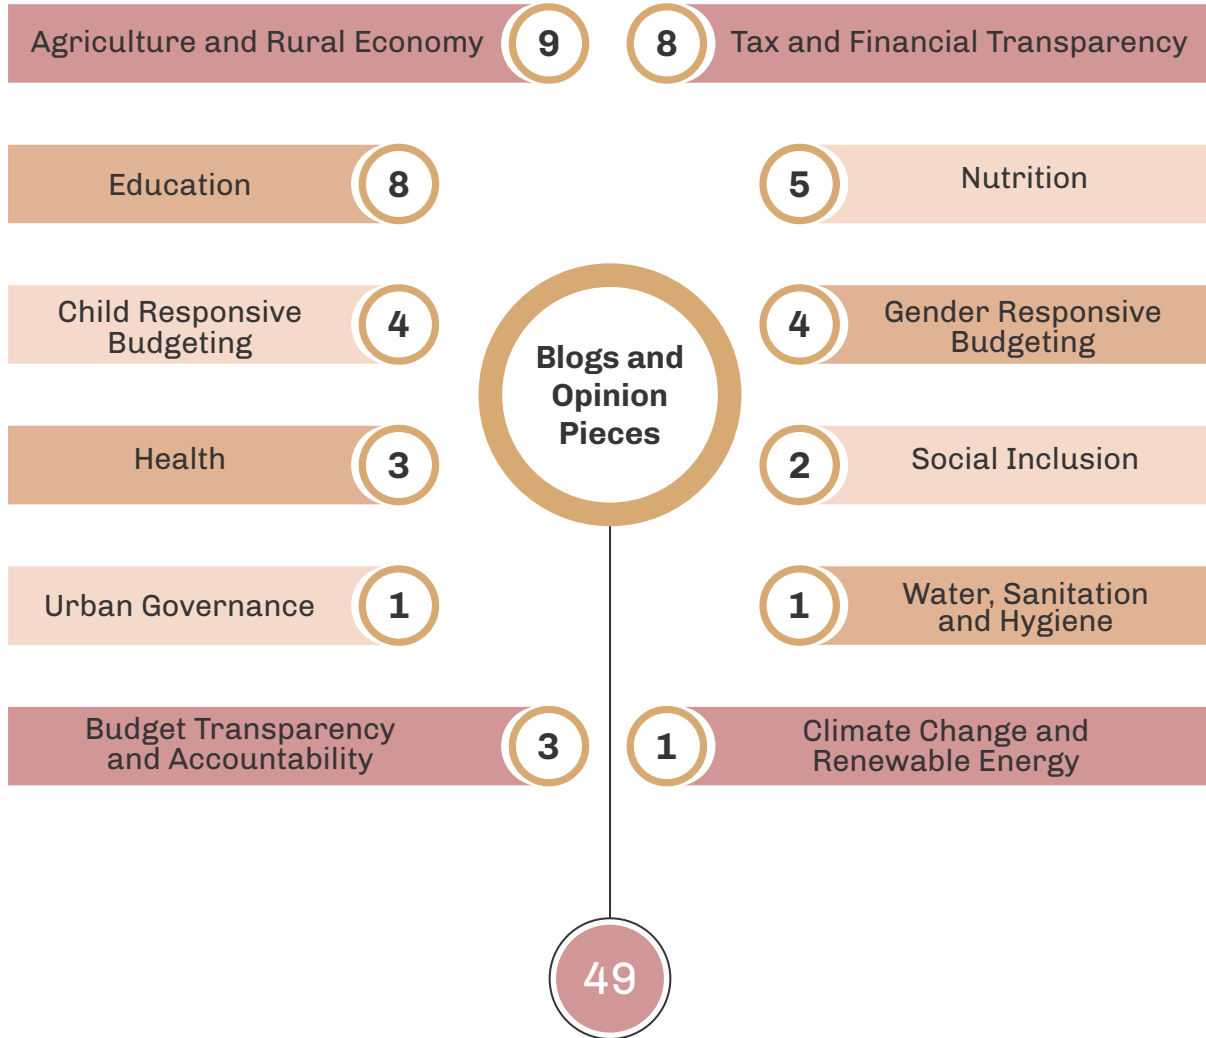 Agriculture and Rural Economy
9
8
Tax and Financial Transparency
Education
8
5
Nutrition
Child Responsive
Budgeting
4
4
Gender Responsive
Budgeting
Blogs and
Opinion
Pieces
Health
3
2
Social Inclusion
Urban Governance
1
1
Water, Sanitation
and Hygiene
Budget Transparency
and Accountability
3
1
Climate Change and
Renewable Energy
49